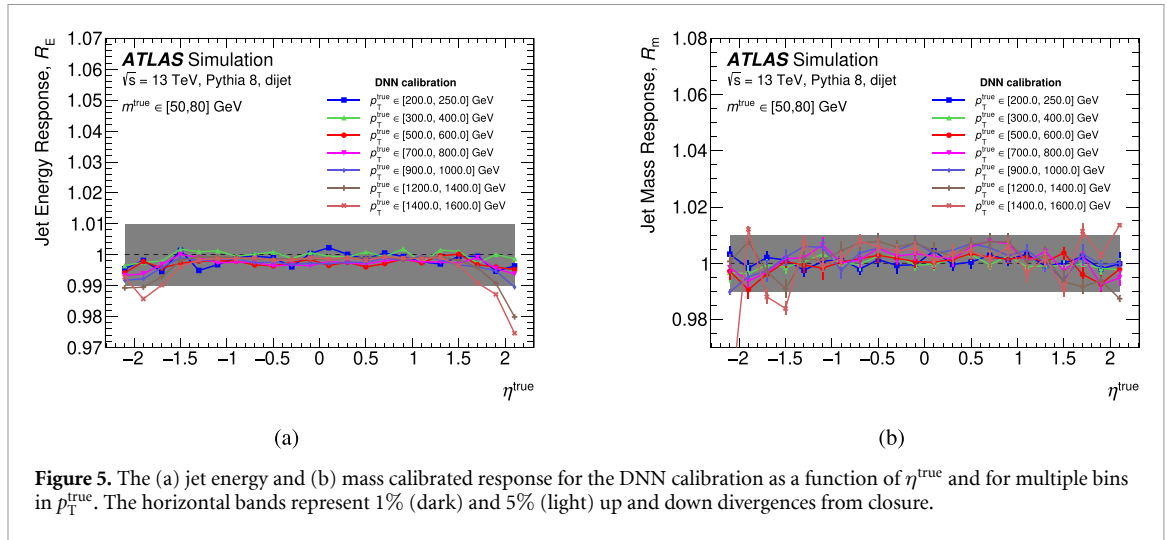 Jet Energy Response, R_E
1.07
1.06
1.05
1.04
1.03
1.02
1.01
1
0.99
0.98
0.97
ATLAS Simulation
√s = 13 TeV, Pythia 8, dijet
m^true ∈ [50,80] GeV
DNN calibration
p_T^true ∈ [200.0, 250.0] GeV
p_T^true ∈ [300.0, 400.0] GeV
p_T^true ∈ [500.0, 600.0] GeV
p_T^true ∈ [700.0, 800.0] GeV
p_T^true ∈ [900.0, 1000.0] GeV
p_T^true ∈ [1200.0, 1400.0] GeV
p_T^true ∈ [1400.0, 1600.0] GeV
−2 −1.5 −1 −0.5 0 0.5 1 1.5 2
η^true
(a)
Jet Mass Response, R_m
1.08
1.06
1.04
1.02
1
0.98
ATLAS Simulation
√s = 13 TeV, Pythia 8, dijet
m^true ∈ [50,80] GeV
DNN calibration
p_T^true ∈ [200.0, 250.0] GeV
p_T^true ∈ [300.0, 400.0] GeV
p_T^true ∈ [500.0, 600.0] GeV
p_T^true ∈ [700.0, 800.0] GeV
p_T^true ∈ [900.0, 1000.0] GeV
p_T^true ∈ [1200.0, 1400.0] GeV
p_T^true ∈ [1400.0, 1600.0] GeV
−2 −1.5 −1 −0.5 0 0.5 1 1.5 2
η^true
(b)
Figure 5. The (a) jet energy and (b) mass calibrated response for the DNN calibration as a function of η^true and for multiple bins
in p_T^true. The horizontal bands represent 1% (dark) and 5% (light) up and down divergences from closure.